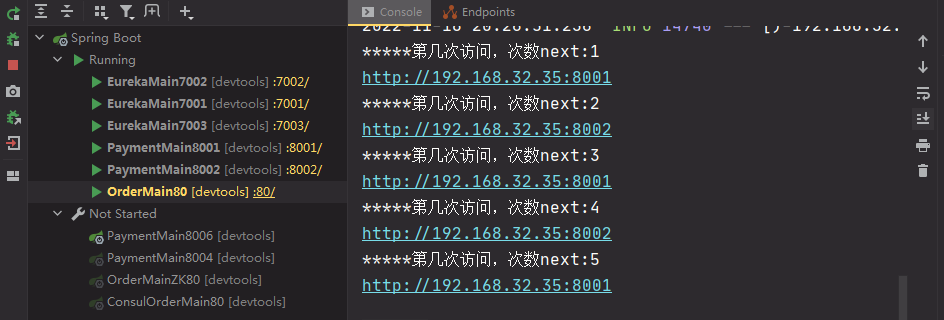 Spring Boot
Running
EurekaMain7002 [devtools] :7002/
EurekaMain7001 [devtools] :7001/
EurekaMain7003 [devtools] :7003/
PaymentMain8001 [devtools] :8001/
PaymentMain8002 [devtools] :8002/
OrderMain80 [devtools] :80/
Not Started
PaymentMain8006 [devtools]
PaymentMain8004 [devtools]
OrderMainZK80 [devtools]
ConsulOrderMain80 [devtools]
Console Endpoints
*****第几次访问，次数next:1
http://192.168.32.35:8001
*****第几次访问，次数next:2
http://192.168.32.35:8002
*****第几次访问，次数next:3
http://192.168.32.35:8001
*****第几次访问，次数next:4
http://192.168.32.35:8002
*****第几次访问，次数next:5
http://192.168.32.35:8001